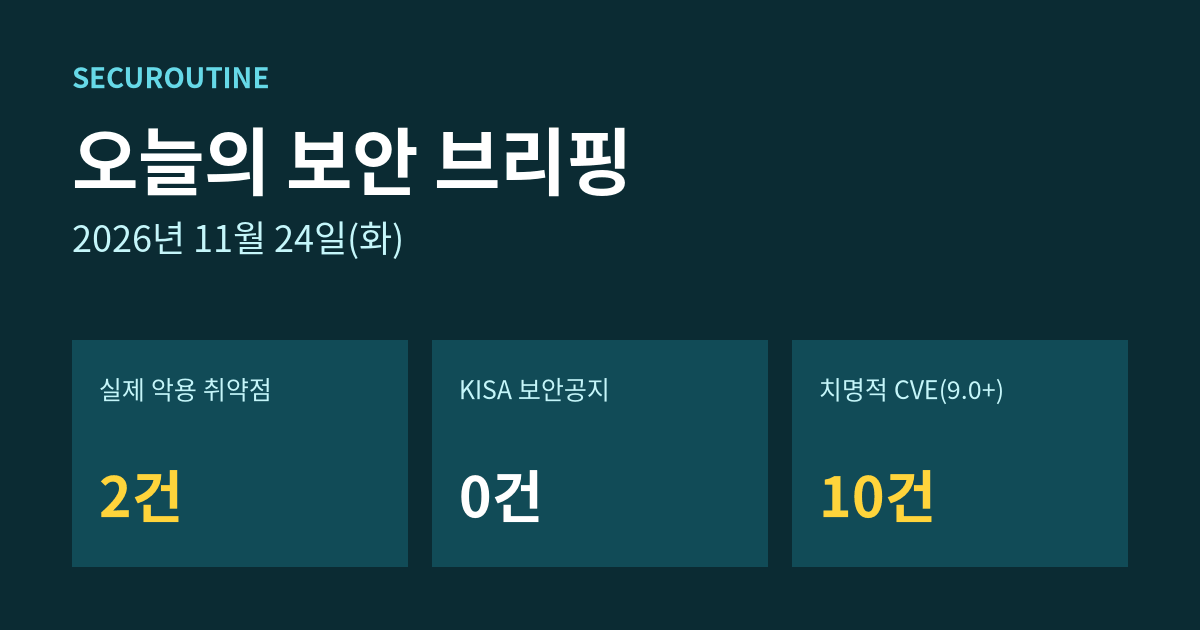 SECUROUTINE
오늘의 보안 브리핑
2026년 11월 24일(화)
실제 악용 취약점
2건
KISA 보안공지
0건
치명적 CVE(9.0+)
10건